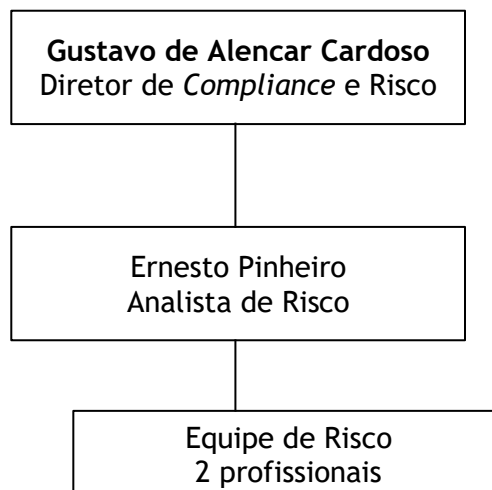 Gustavo de Alencar Cardoso
Diretor de Compliance e Risco
Ernesto Pinheiro
Analista de Risco
Equipe de Risco
2 profissionais